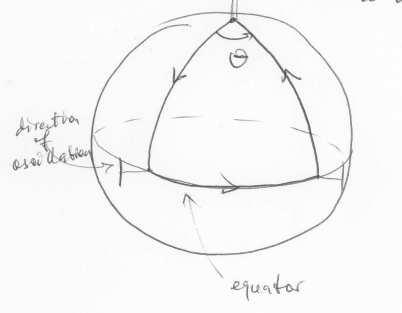 θ
direction
of
oscillation
equator